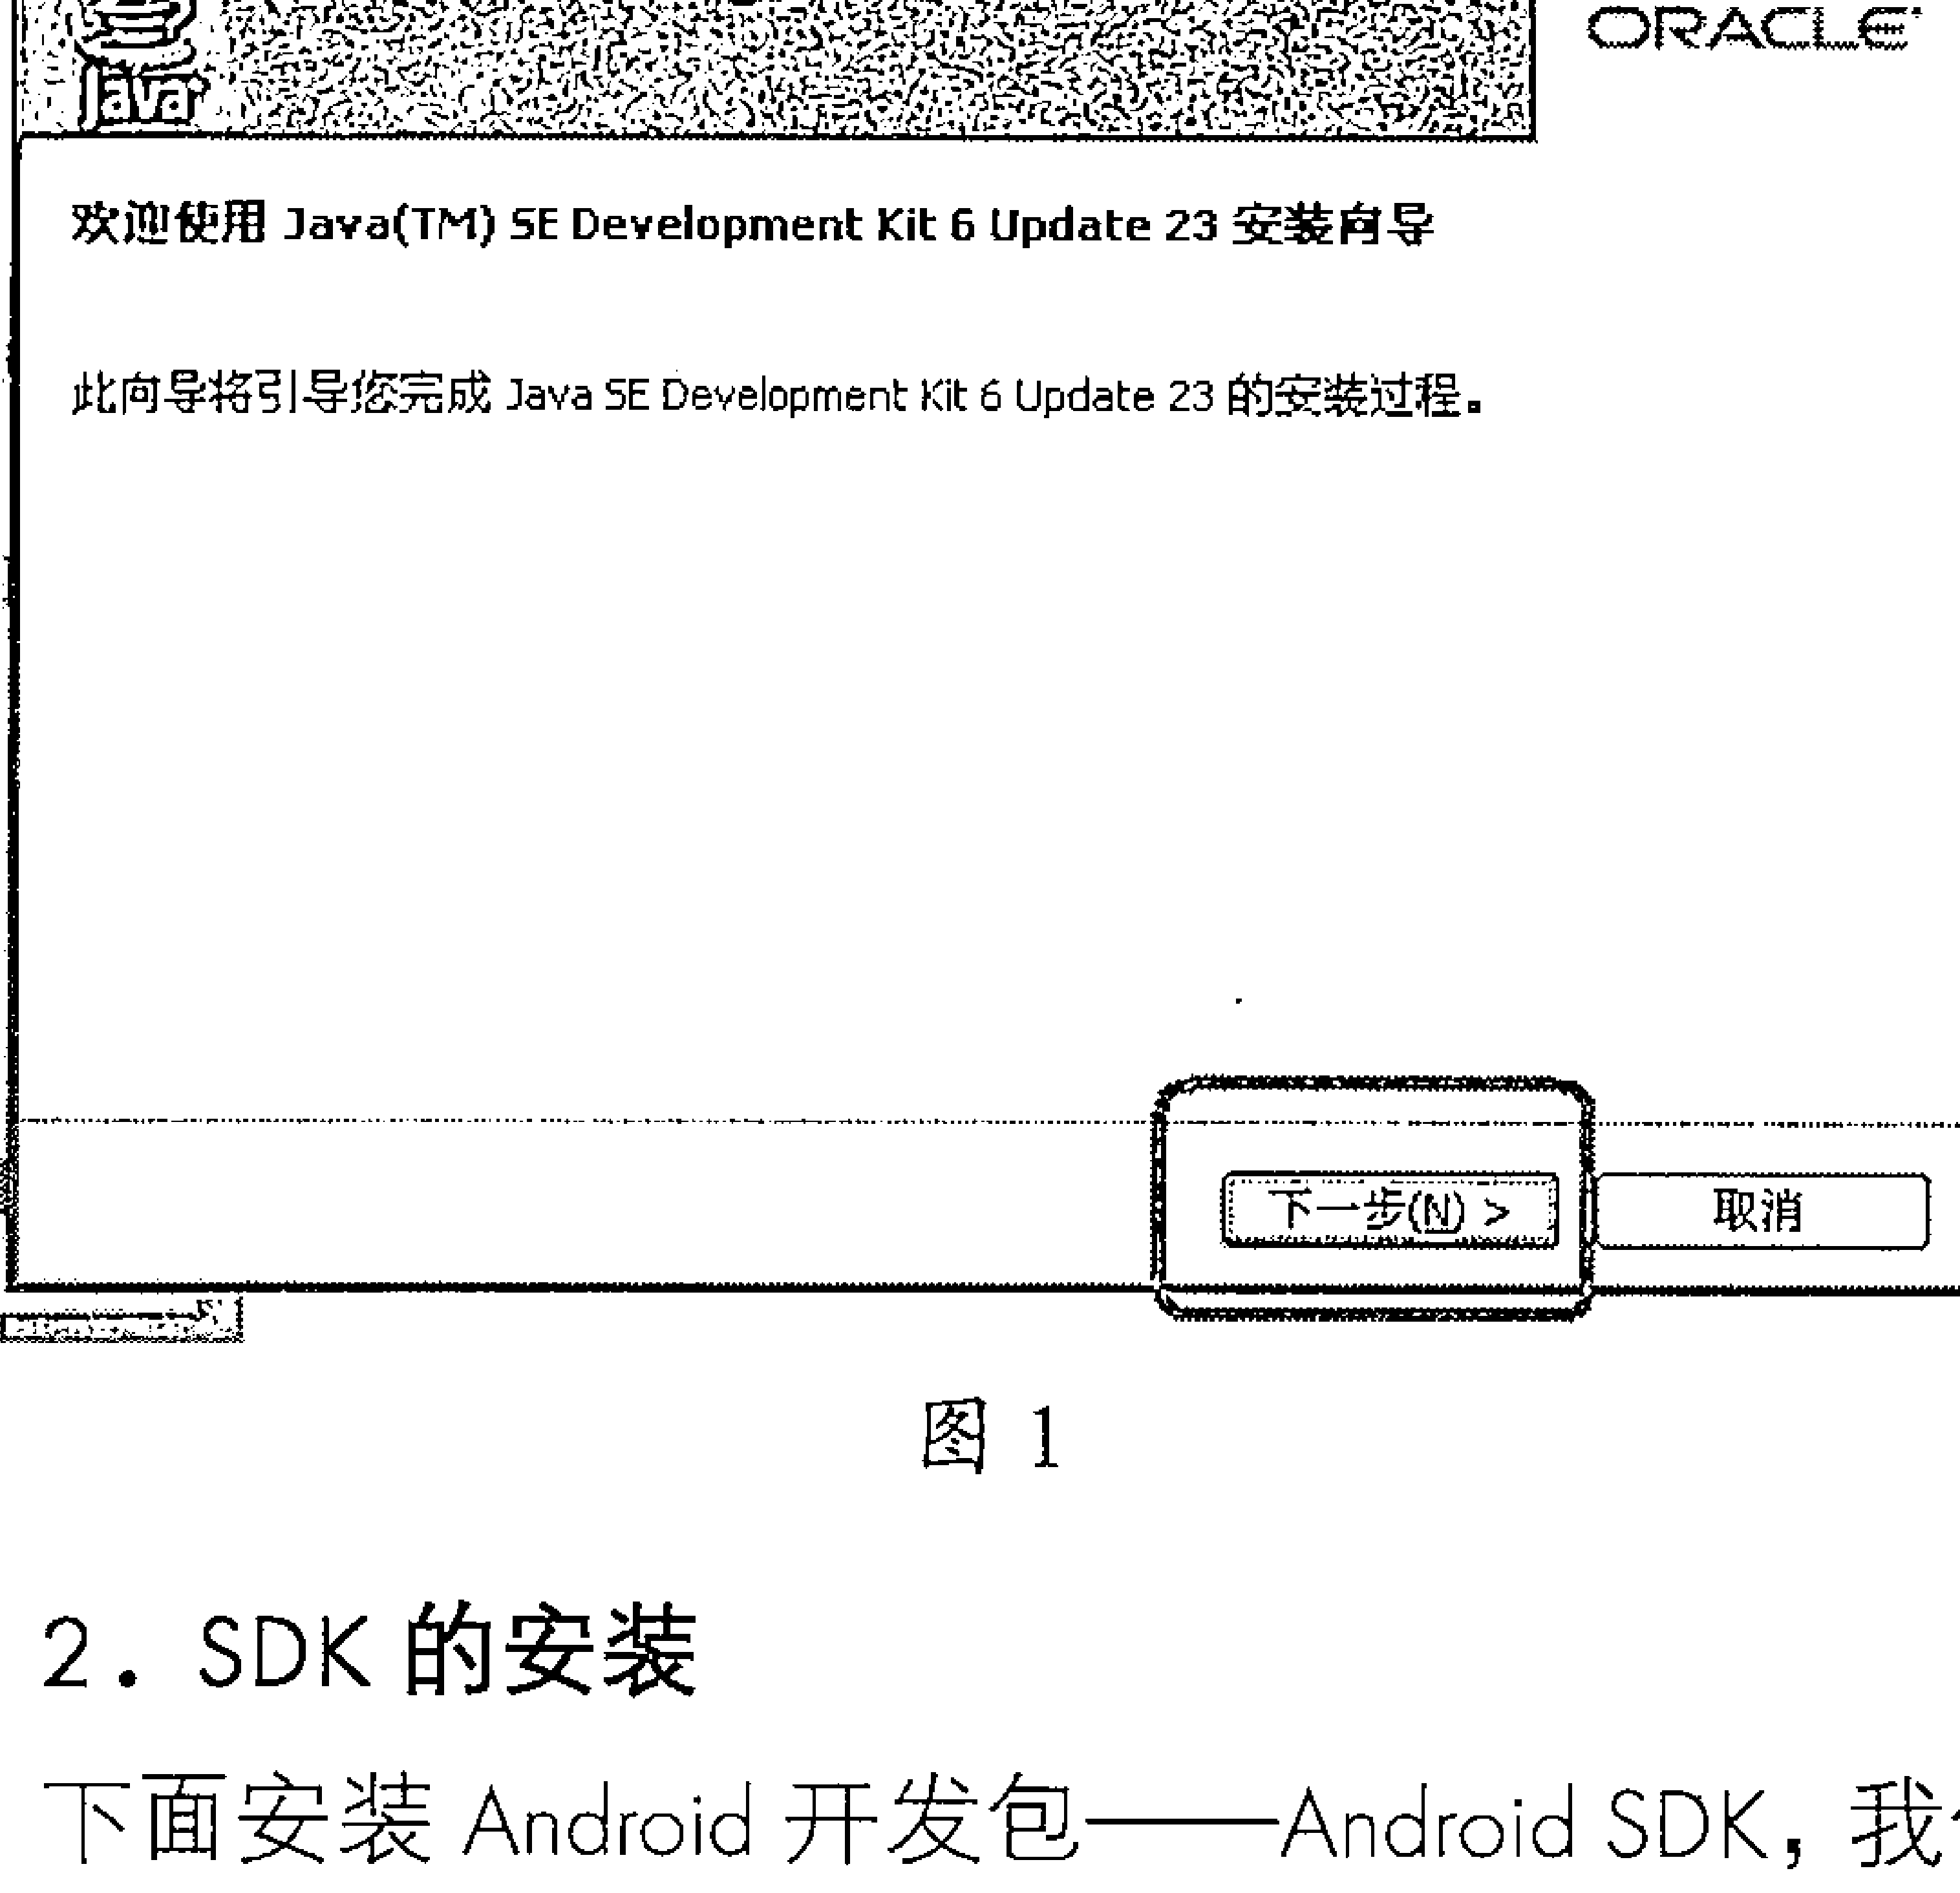 Java
ORACLE
欢迎使用 Java(TM) SE Development Kit 6 Update 23 安装向导
此向导将引导您完成 Java SE Development Kit 6 Update 23 的安装过程。
下一步(N) >
取消
图 1
2. SDK 的安装
下面安装 Android 开发包——Android SDK, 我